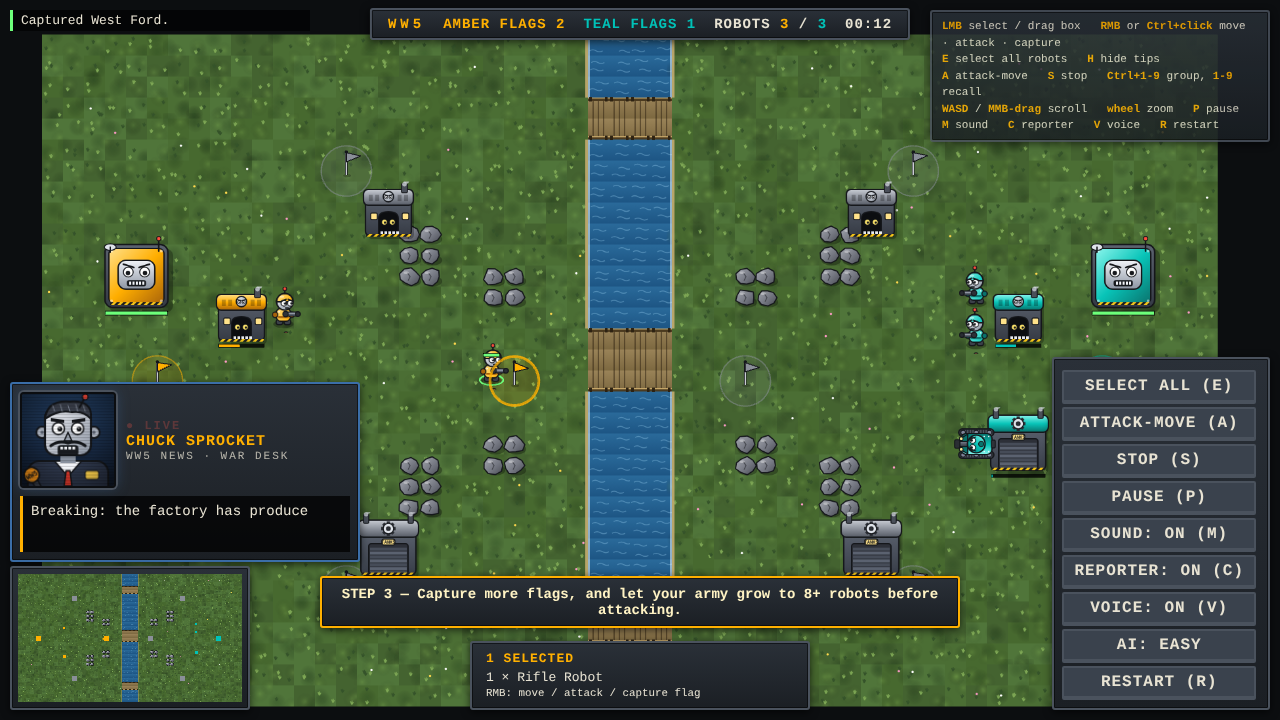 Captured West Ford.
WW5 AMBER FLAGS 2 TEAL FLAGS 1 ROBOTS 3 / 3 00:12
LMB select / drag box RMB or Ctrl+click move
· attack · capture
E select all robots H hide tips
A attack-move S stop Ctrl+1-9 group, 1-9
recall
WASD / MMB-drag scroll wheel zoom P pause
M sound C reporter V voice R restart
● LIVE
CHUCK SPROCKET
WW5 NEWS · WAR DESK
Breaking: the factory has produce
STEP 3 — Capture more flags, and let your army grow to 8+ robots before
attacking.
1 SELECTED
1 × Rifle Robot
RMB: move / attack / capture flag
SELECT ALL (E)
ATTACK-MOVE (A)
STOP (S)
PAUSE (P)
SOUND: ON (M)
REPORTER: ON (C)
VOICE: ON (V)
AI: EASY
RESTART (R)